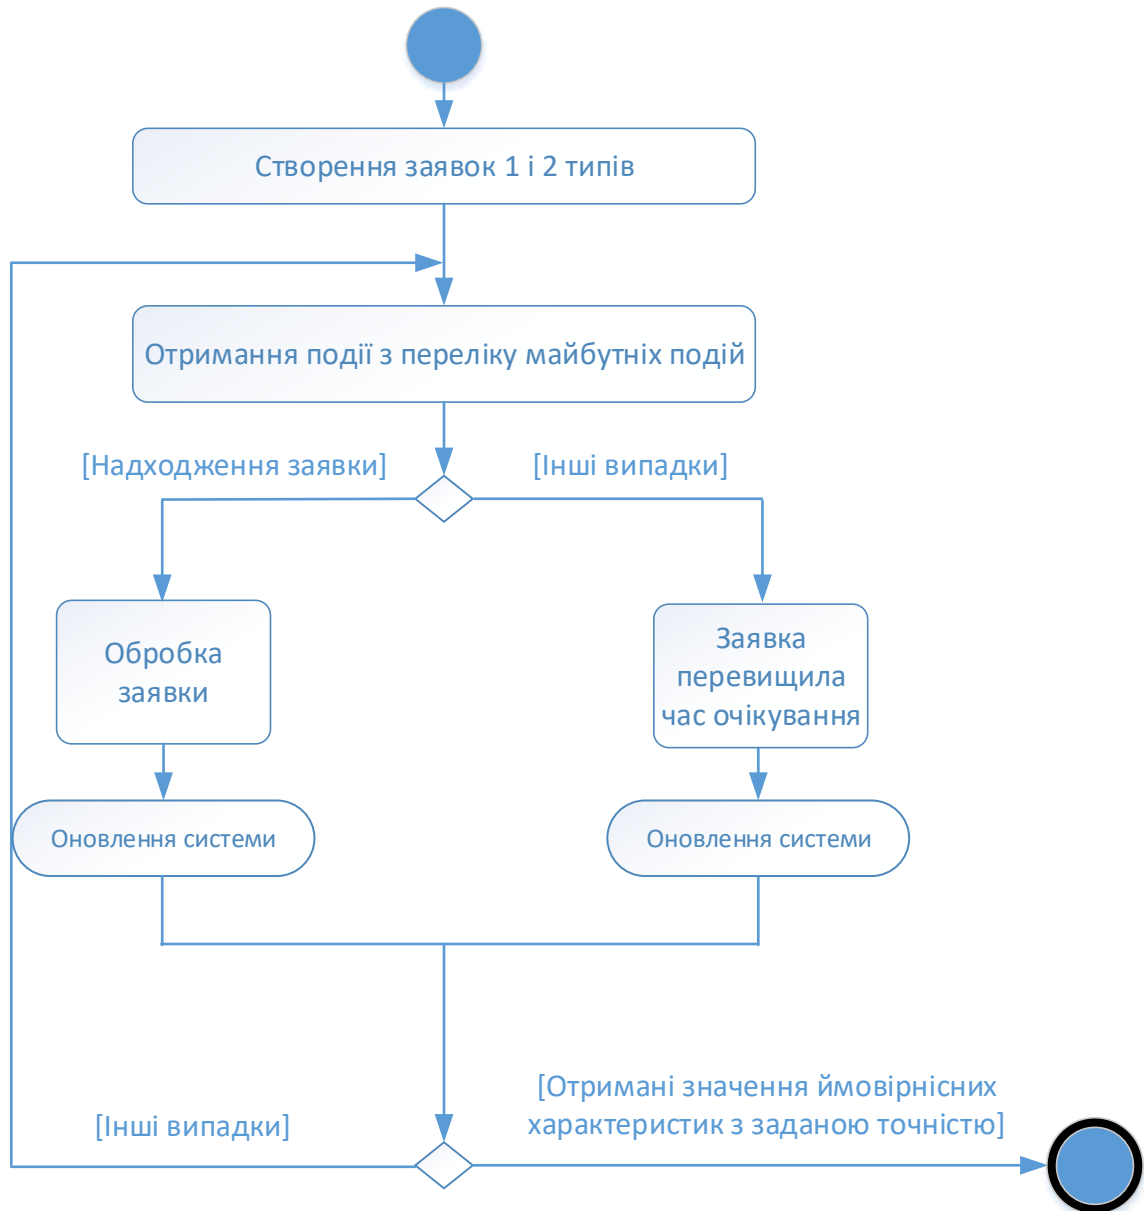 Створення заявок 1 і 2 типів
Отримання події з переліку майбутніх подій
[Надходження заявки]
[Інші випадки]
Обробка
заявки
Заявка
перевищила
час очікування
Оновлення системи
Оновлення системи
[Отримані значення ймовірнісних
характеристик з заданою точністю]
[Інші випадки]